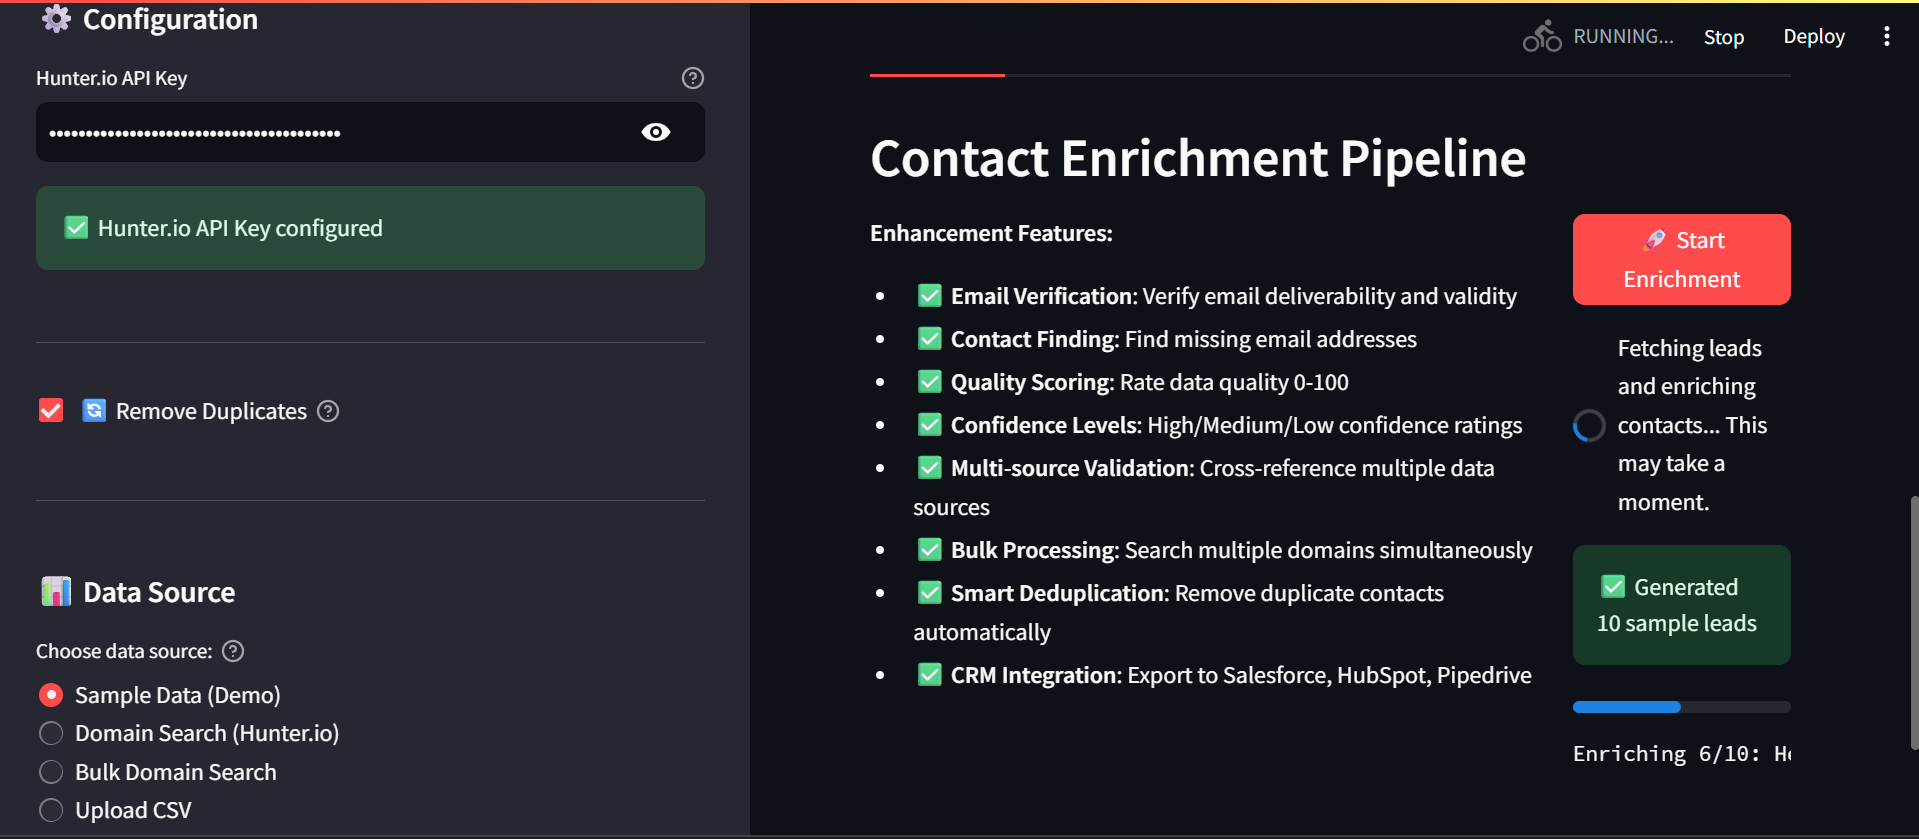 Configuration
Hunter.io API Key
Hunter.io API Key configured
Remove Duplicates
Data Source
Choose data source:
Sample Data (Demo)
Domain Search (Hunter.io)
Bulk Domain Search
Upload CSV
RUNNING...
Stop
Deploy
Contact Enrichment Pipeline
Enhancement Features:
Email Verification: Verify email deliverability and validity
Contact Finding: Find missing email addresses
Quality Scoring: Rate data quality 0-100
Confidence Levels: High/Medium/Low confidence ratings
Multi-source Validation: Cross-reference multiple data
sources
Bulk Processing: Search multiple domains simultaneously
Smart Deduplication: Remove duplicate contacts
automatically
CRM Integration: Export to Salesforce, HubSpot, Pipedrive
Start
Enrichment
Fetching leads
and enriching
contacts... This
may take a
moment.
Generated
10 sample leads
Enriching 6/10: